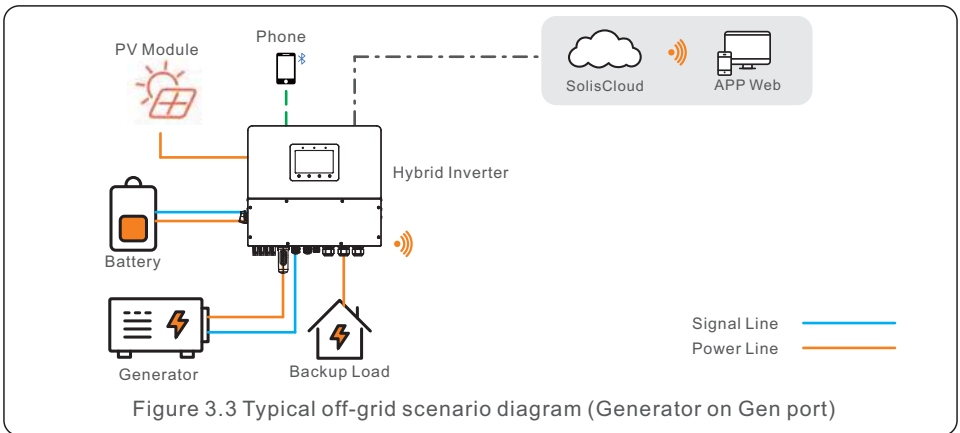 PV Module
Phone
SolisCloud
APP Web
Hybrid Inverter
Battery
Generator
Backup Load
Signal Line
Power Line
Figure 3.3 Typical off-grid scenario diagram (Generator on Gen port)